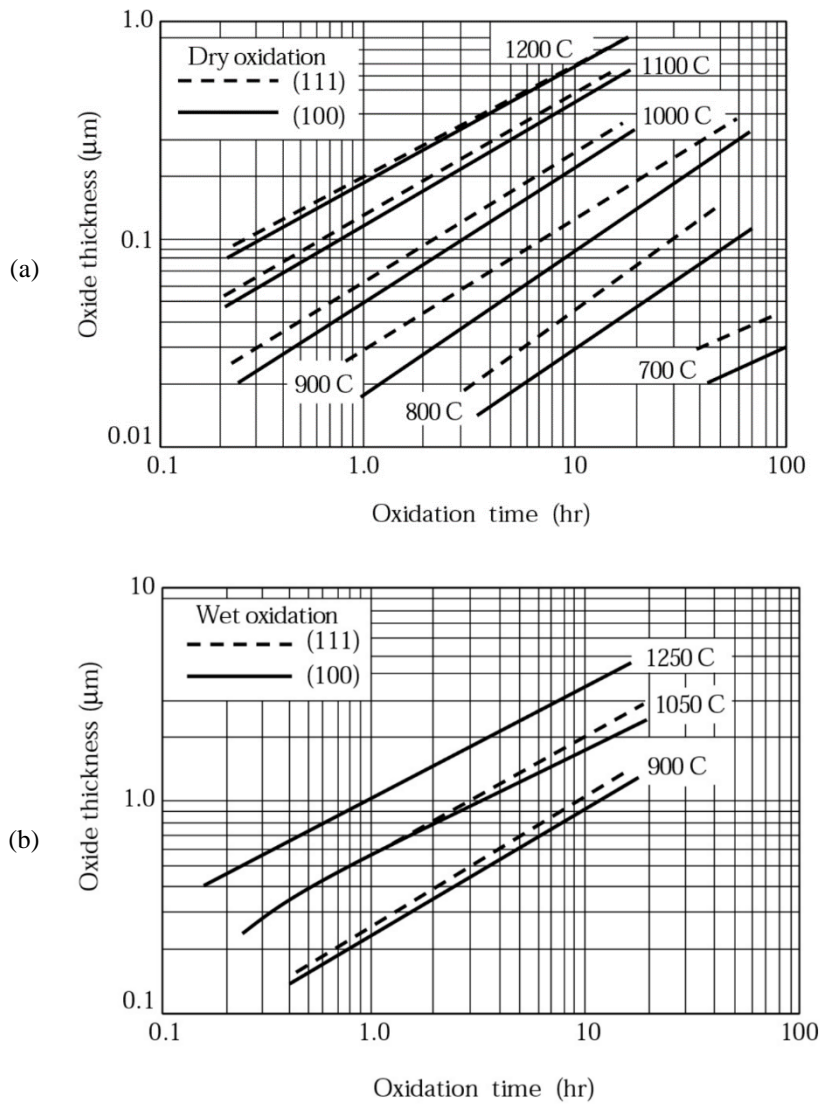 1.0
Dry oxidation
(111)
(100)
1200 C
1100 C
1000 C
Oxide thickness (μm)
0.1
(a)
900 C
800 C
700 C
0.01
0.1
1.0
10
100
Oxidation time (hr)
10
Wet oxidation
(111)
(100)
1250 C
1050 C
900 C
Oxide thickness (μm)
1.0
(b)
0.1
0.1
1.0
10
100
Oxidation time (hr)